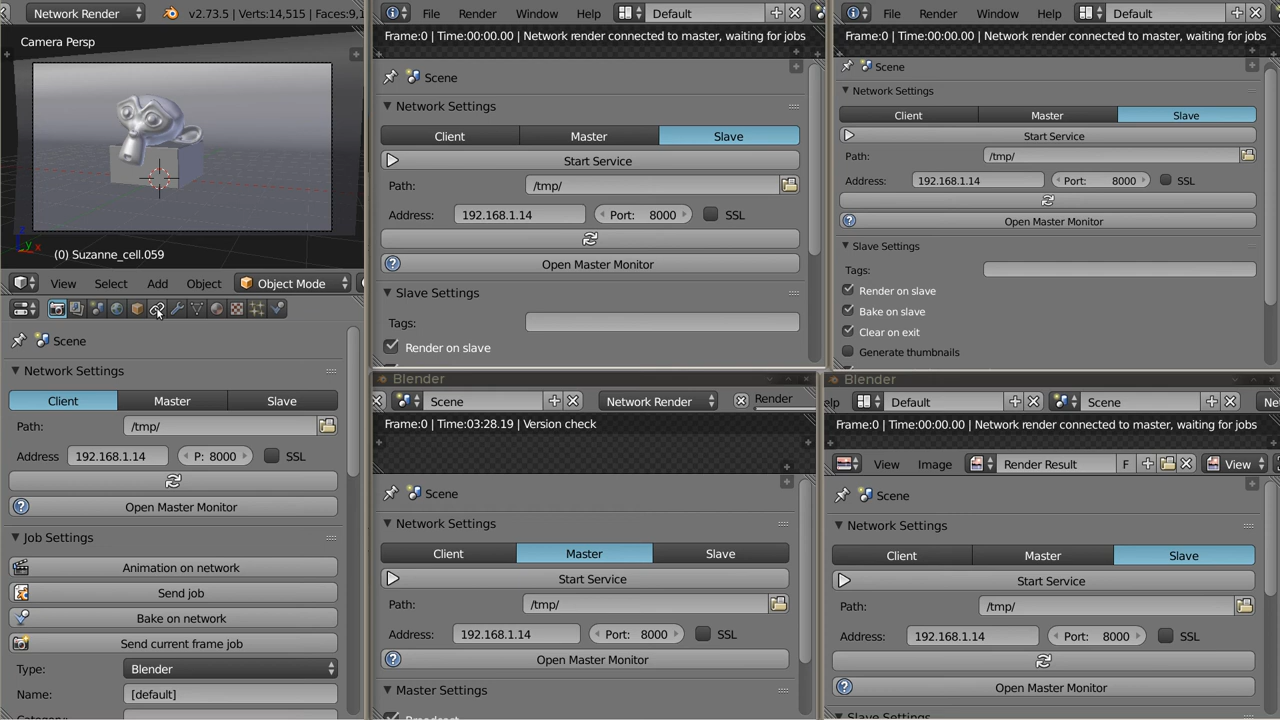 Network Render
v2.73.5 | Verts:14,515 | Faces:9,1
Camera Persp
(0) Suzanne_cell.059
View Select Add Object Object Mode
Scene
Network Settings
Client Master Slave
Path: /tmp/
Address 192.168.1.14 P: 8000 SSL
Open Master Monitor
Job Settings
Animation on network
Send job
Bake on network
Send current frame job
Type: Blender
Name: [default]
File Render Window Help Default
Frame:0 | Time:00:00.00 | Network render connected to master, waiting for jobs
Scene
Network Settings
Client Master Slave
Start Service
Path: /tmp/
Address: 192.168.1.14 Port: 8000 SSL
Open Master Monitor
Slave Settings
Tags:
Render on slave
File Render Window Help Default
Frame:0 | Time:00:00.00 | Network render connected to master, waiting for jobs
Scene
Network Settings
Client Master Slave
Start Service
Path: /tmp/
Address: 192.168.1.14 Port: 8000 SSL
Open Master Monitor
Slave Settings
Tags:
Render on slave
Bake on slave
Clear on exit
Generate thumbnails
Blender
Scene Network Render Render
Frame:0 | Time:03:28.19 | Version check
Scene
Network Settings
Client Master Slave
Start Service
Path: /tmp/
Address: 192.168.1.14 Port: 8000 SSL
Open Master Monitor
Master Settings
Blender
elp Default Scene Ne
Frame:0 | Time:00:00.00 | Network render connected to master, waiting for jobs
View Image Render Result F View
Scene
Network Settings
Client Master Slave
Start Service
Path: /tmp/
Address: 192.168.1.14 Port: 8000 SSL
Open Master Monitor
Slave Settings